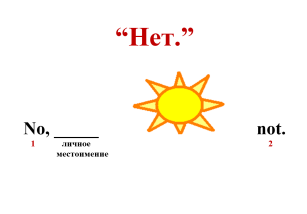 “Нет.”
No, ______ not.
1 личное 2
местоимение